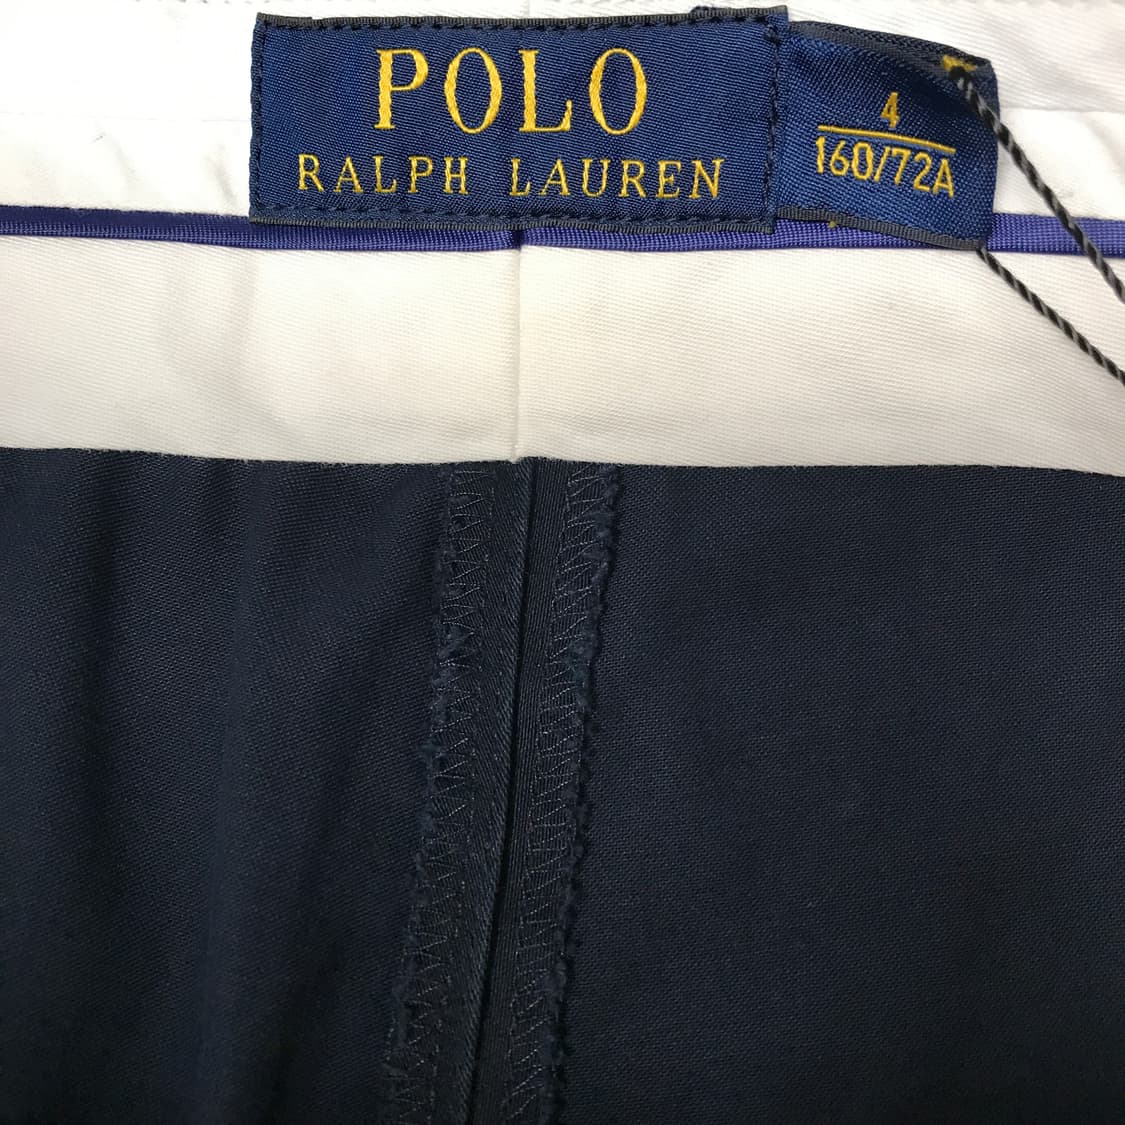 POLO
RALPH LAUREN
4
160/72A